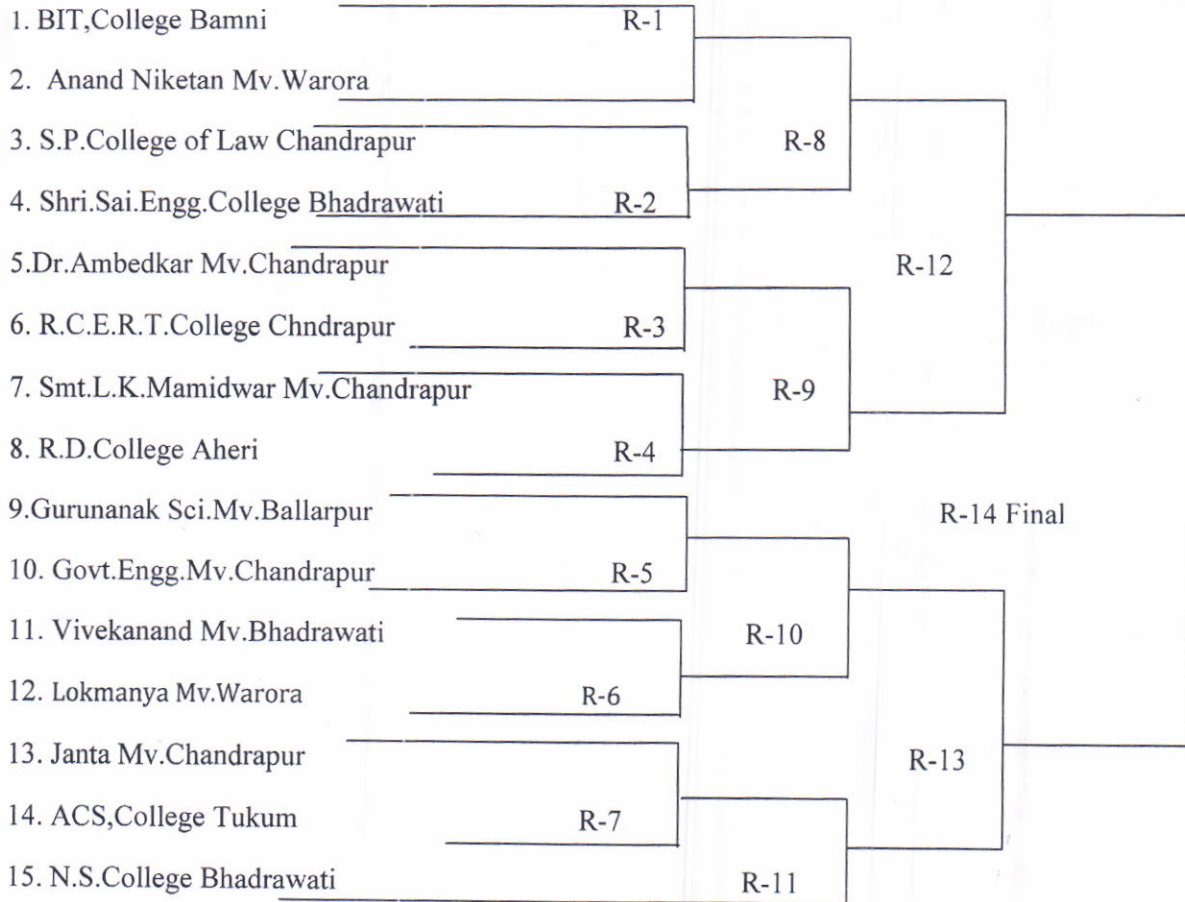 1. BIT,College Bamni R-1
2. Anand Niketan Mv.Warora
3. S.P.College of Law Chandrapur R-8
4. Shri.Sai.Engg.College Bhadrawati R-2
5.Dr.Ambedkar Mv.Chandrapur R-12
6. R.C.E.R.T.College Chndrapur R-3
7. Smt.L.K.Mamidwar Mv.Chandrapur R-9
8. R.D.College Aheri R-4
9.Gurunanak Sci.Mv.Ballarpur R-14 Final
10. Govt.Engg.Mv.Chandrapur R-5
11. Vivekanand Mv.Bhadrawati R-10
12. Lokmanya Mv.Warora R-6
13. Janta Mv.Chandrapur R-13
14. ACS,College Tukum R-7
15. N.S.College Bhadrawati R-11